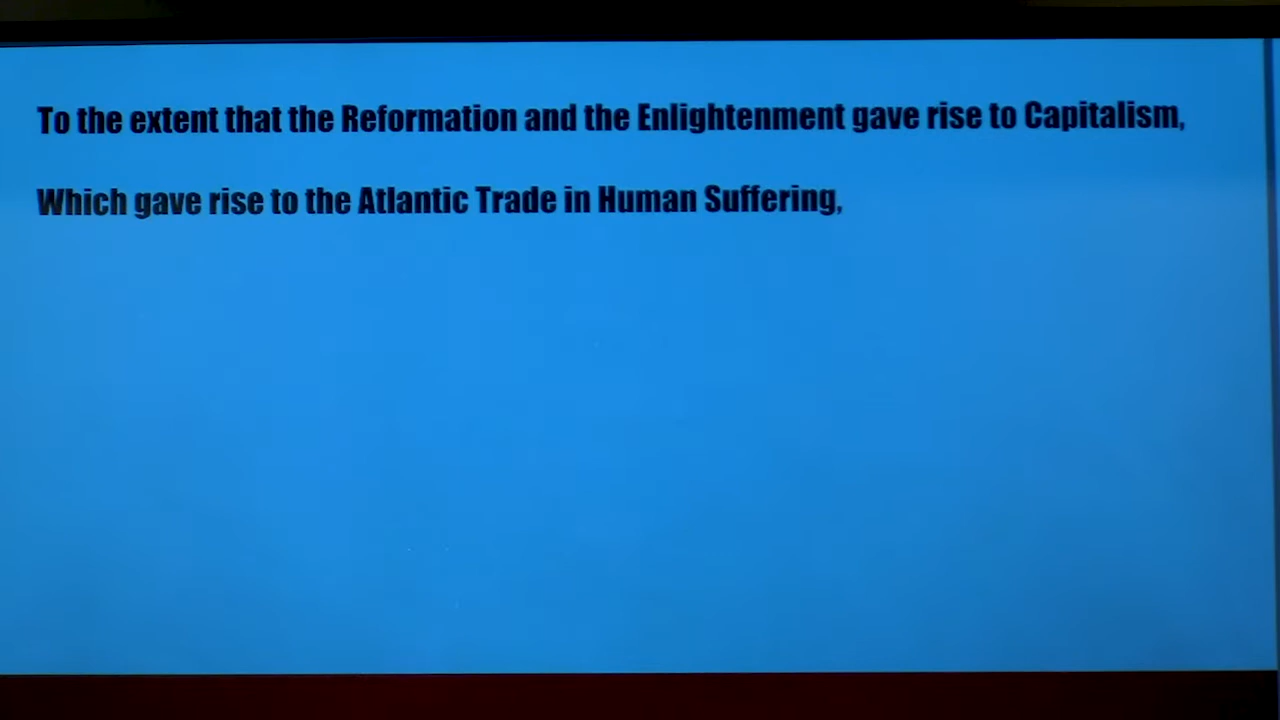 To the extent that the Reformation and the Enlightenment gave rise to Capitalism,
Which gave rise to the Atlantic Trade in Human Suffering,